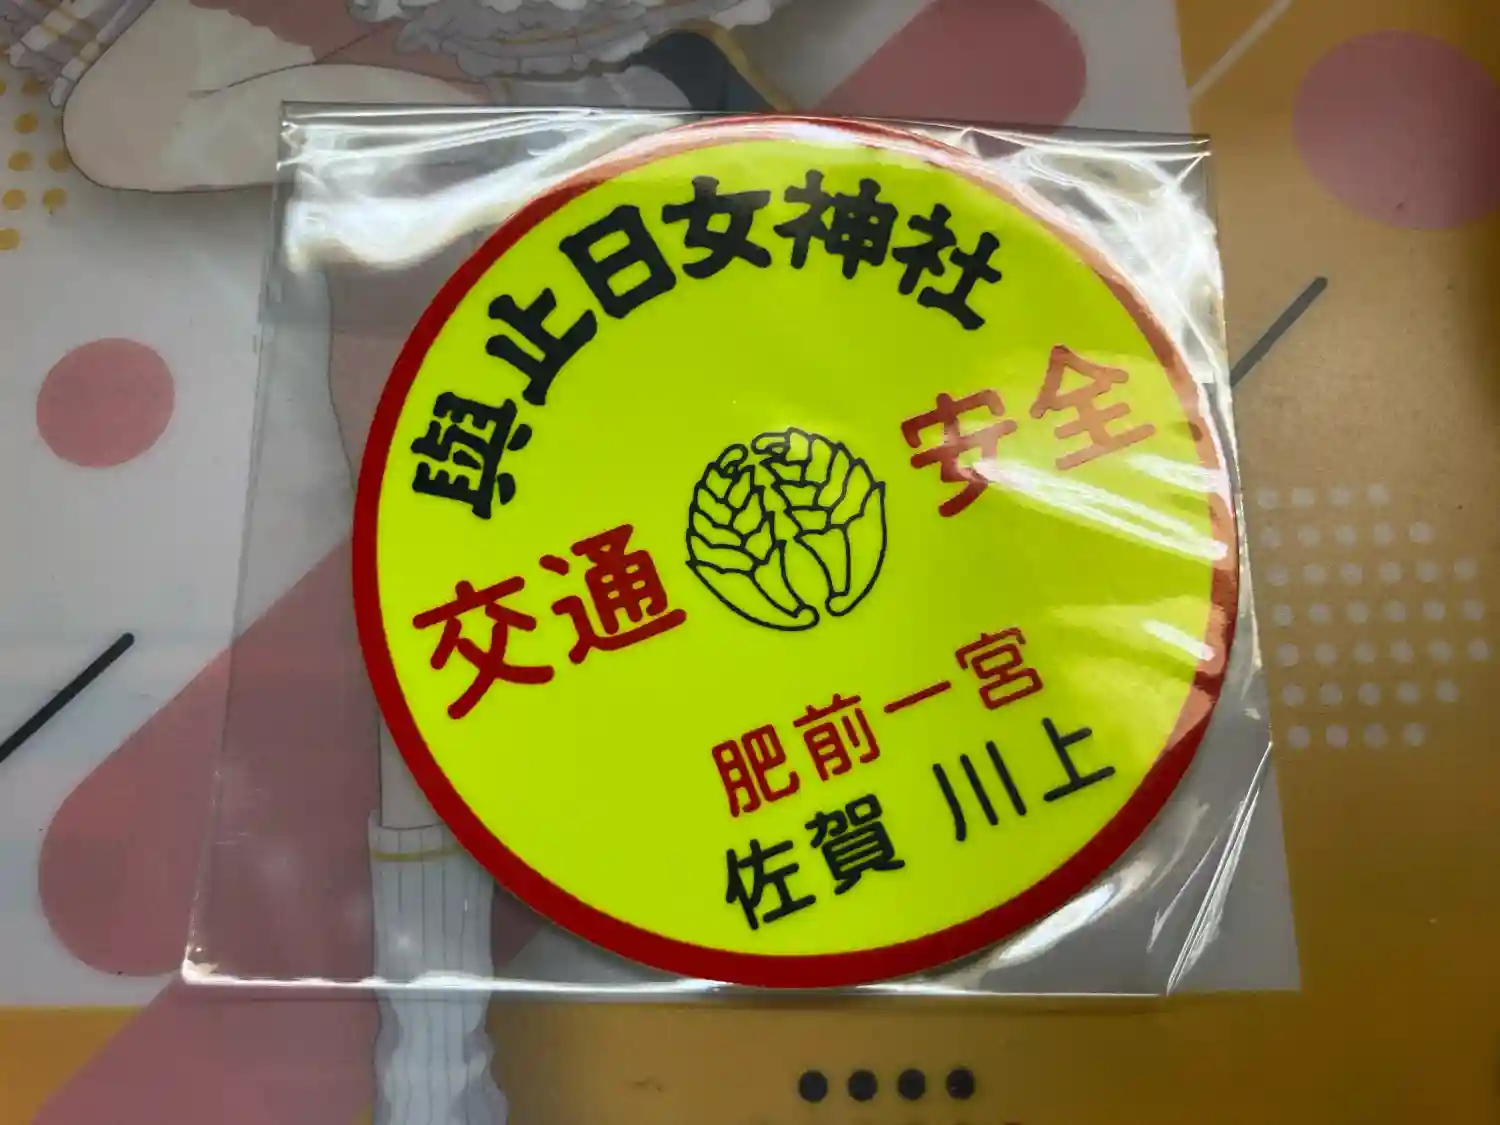 與止日女神社
交通安全
肥前一宮
佐賀 川上